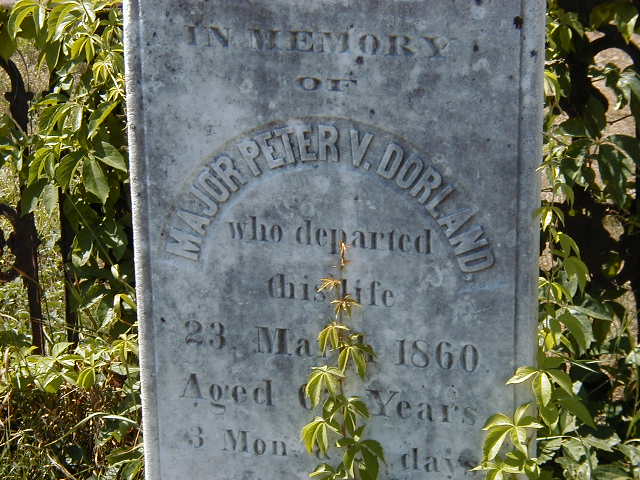 IN MEMORY
OF
MAJOR PETER V. DORLAND.
who departed
this life
23, 1860
Aged Years
3 Mon. days